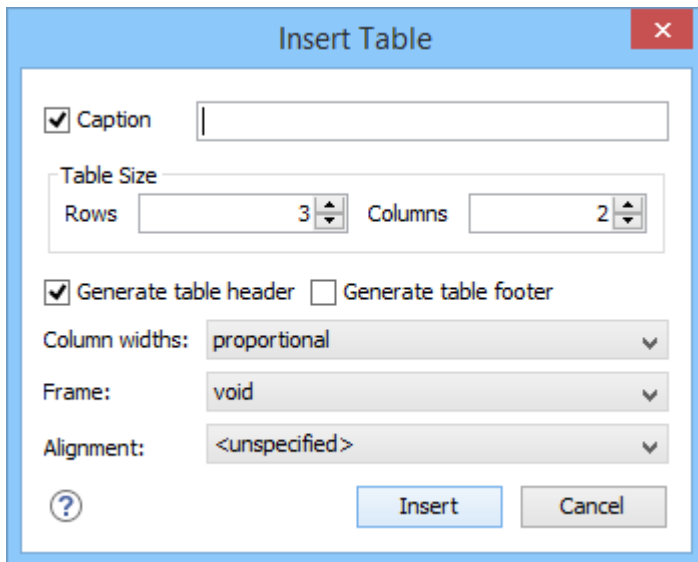 Insert Table
Caption
Table Size
Rows 3 Columns 2
Generate table header Generate table footer
Column widths: proportional
Frame: void
Alignment: <unspecified>
? Insert Cancel